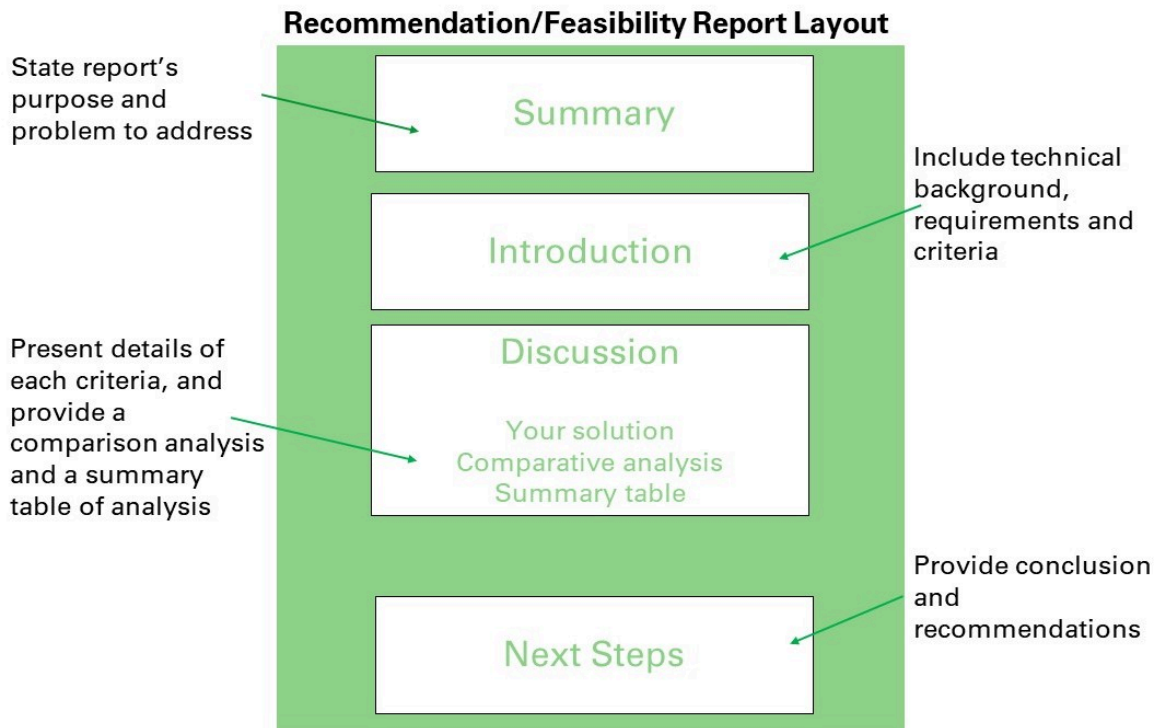 Recommendation/Feasibility Report Layout
State report's
purpose and
problem to address
Summary
Include technical
background,
requirements and
criteria
Introduction
Present details of
each criteria, and
provide a
comparison analysis
and a summary
table of analysis
Discussion
Your solution
Comparative analysis
Summary table
Provide conclusion
and
recommendations
Next Steps